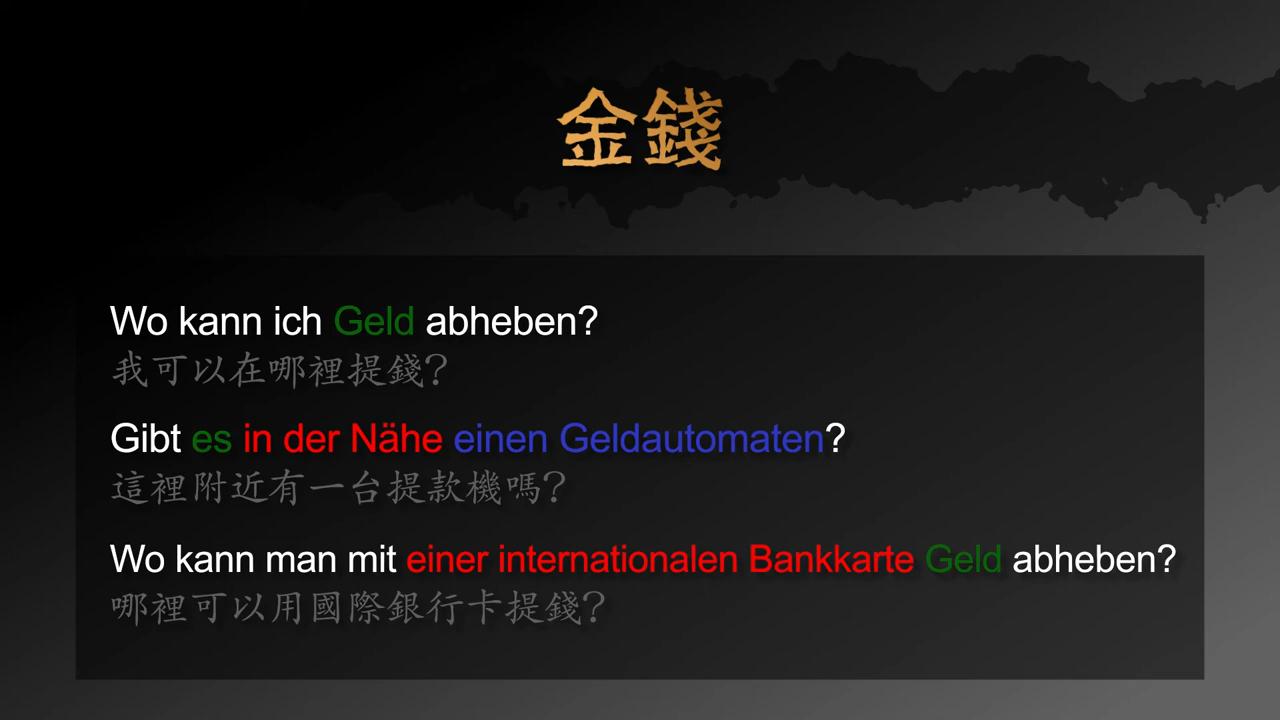 金錢
Wo kann ich Geld abheben?
我可以在哪裡提錢?
Gibt es in der Nähe einen Geldautomaten?
這裡附近有一台提款機嗎?
Wo kann man mit einer internationalen Bankkarte Geld abheben?
哪裡可以用國際銀行卡提錢?